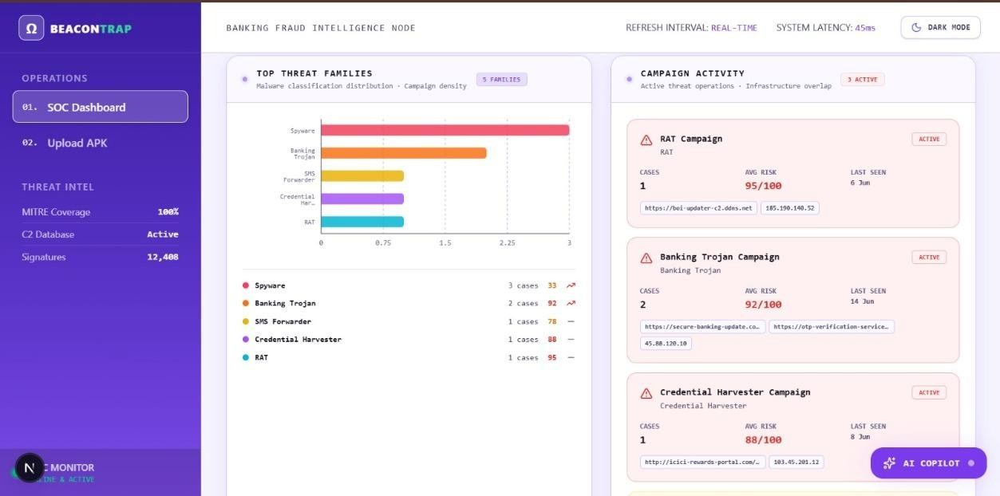 Ω BEACONTRAP
BANKING FRAUD INTELLIGENCE NODE
REFRESH INTERVAL: REAL-TIME
SYSTEM LATENCY: 45ms
DARK MODE
OPERATIONS
01. SOC Dashboard
02. Upload APK
THREAT INTEL
MITRE Coverage 100%
C2 Database Active
Signatures 12,408
N
C MONITOR
INE & ACTIVE
TOP THREAT FAMILIES
Malware classification distribution · Campaign density
5 FAMILIES
Spyware
Banking
Trojan
SMS
Forwarder
Credential
Har…
RAT
0 0.75 1.5 2.25 3
Spyware 3 cases 33
Banking Trojan 2 cases 92
SMS Forwarder 1 cases 78
Credential Harvester 1 cases 88
RAT 1 cases 95
CAMPAIGN ACTIVITY
Active threat operations · Infrastructure overlap
3 ACTIVE
RAT Campaign
ACTIVE
RAT
CASES AVG RISK LAST SEEN
1 95/100 6 Jun
https://boi-updater-c2.ddns.net 185.190.140.52
Banking Trojan Campaign
ACTIVE
Banking Trojan
CASES AVG RISK LAST SEEN
2 92/100 14 Jun
https://secure-banking-update.co… https://otp-verification-service…
45.88.120.10
Credential Harvester Campaign
ACTIVE
Credential Harvester
CASES AVG RISK LAST SEEN
1 88/100 8 Jun
http://icici-rewards-portal.com/… 103.45.201.12
AI COPILOT